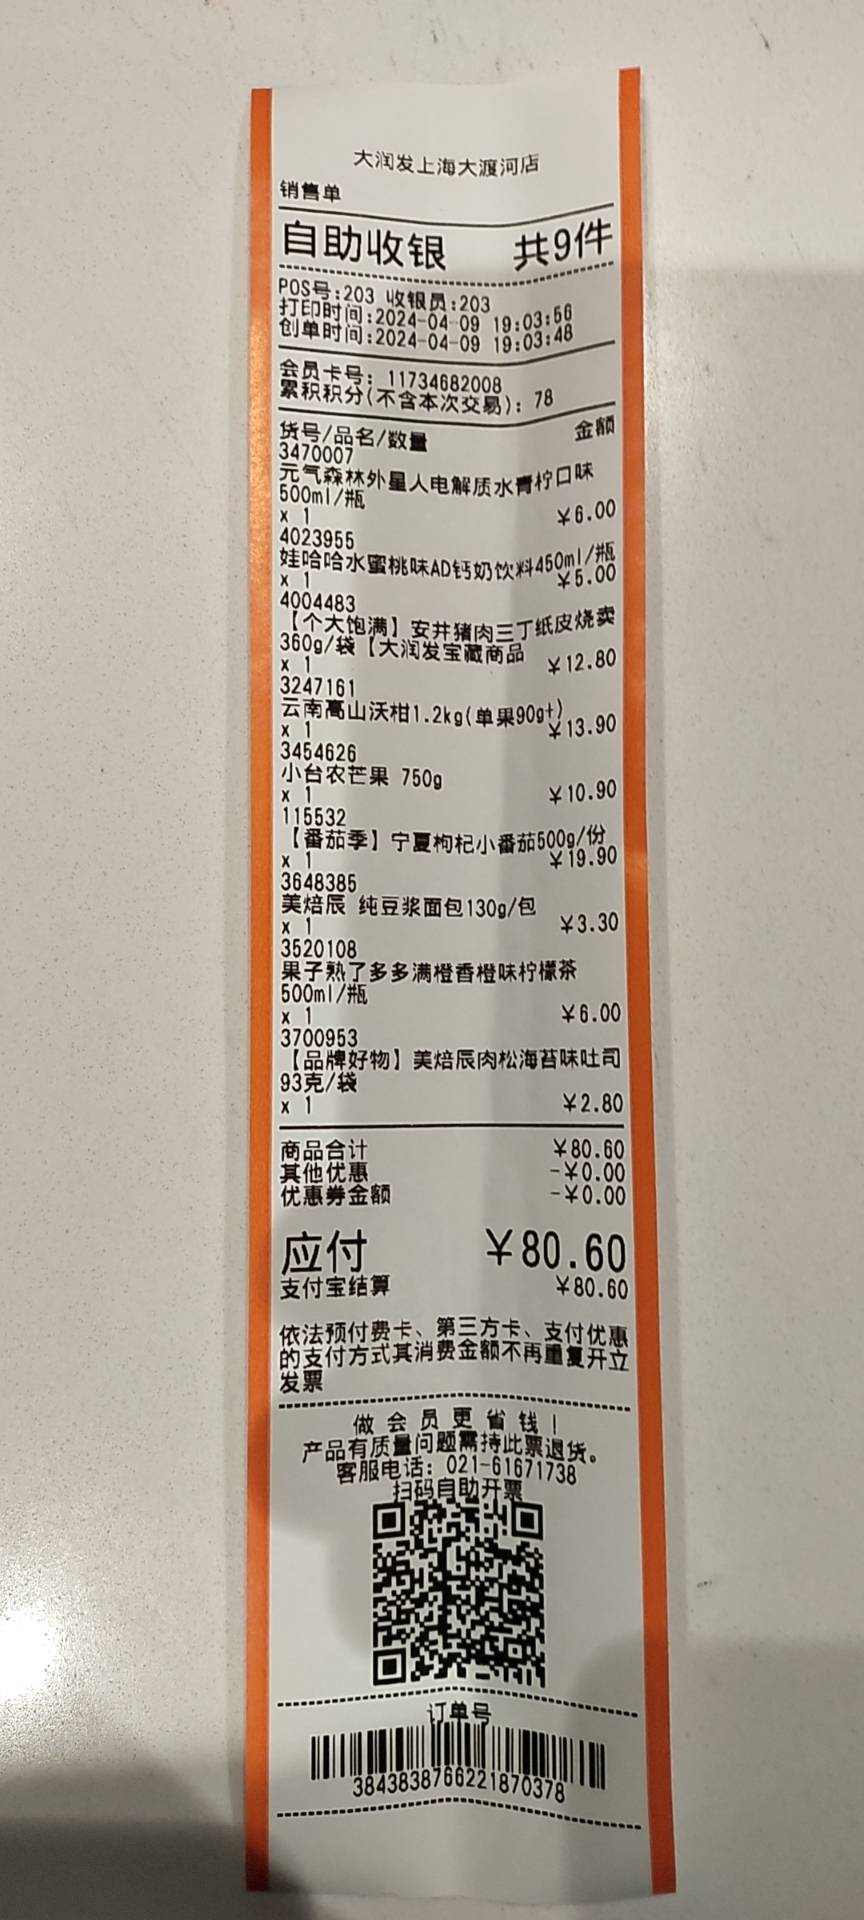 大润发上海大渡河店
销售单
自助收银 共9件
POS号:203 收银员:203
打印时间:2024-04-09 19:03:56
创单时间:2024-04-09 19:03:48
会员卡号: 11734682008
累积积分(不含本次交易): 78
货号/品名/数量 金额
3470007
元气森林外星人电解质水青柠口味
500ml/瓶
x 1 ¥6.00
4023955
娃哈哈水蜜桃味AD钙奶饮料450ml/瓶
x 1 ¥5.00
4004483
【个大饱满】安井猪肉三丁纸皮烧卖
360g/袋【大润发宝藏商品
x 1 ¥12.80
3247161
云南高山沃柑1.2kg(单果90g+)
x 1 ¥13.90
3454626
小台农芒果 750g
x 1 ¥10.90
115532
【番茄季】宁夏枸杞小番茄500g/份
x 1 ¥19.90
3648385
美焙辰 纯豆浆面包130g/包
x 1 ¥3.30
3520108
果子熟了多多满橙香橙味柠檬茶
500ml/瓶
x 1 ¥6.00
3700953
【品牌好物】美焙辰肉松海苔味吐司
93克/袋
x 1 ¥2.80
商品合计 ¥80.60
其他优惠 -¥0.00
优惠券金额 -¥0.00
应付 ¥80.60
支付宝结算 ¥80.60
依法预付费卡、第三方卡、支付优惠
的支付方式其消费金额不再重复开立
发票
做会员更省钱！
产品有质量问题需持此票退货。
客服电话: 021-61671738
扫码自助开票
订单号
3843838766221870378